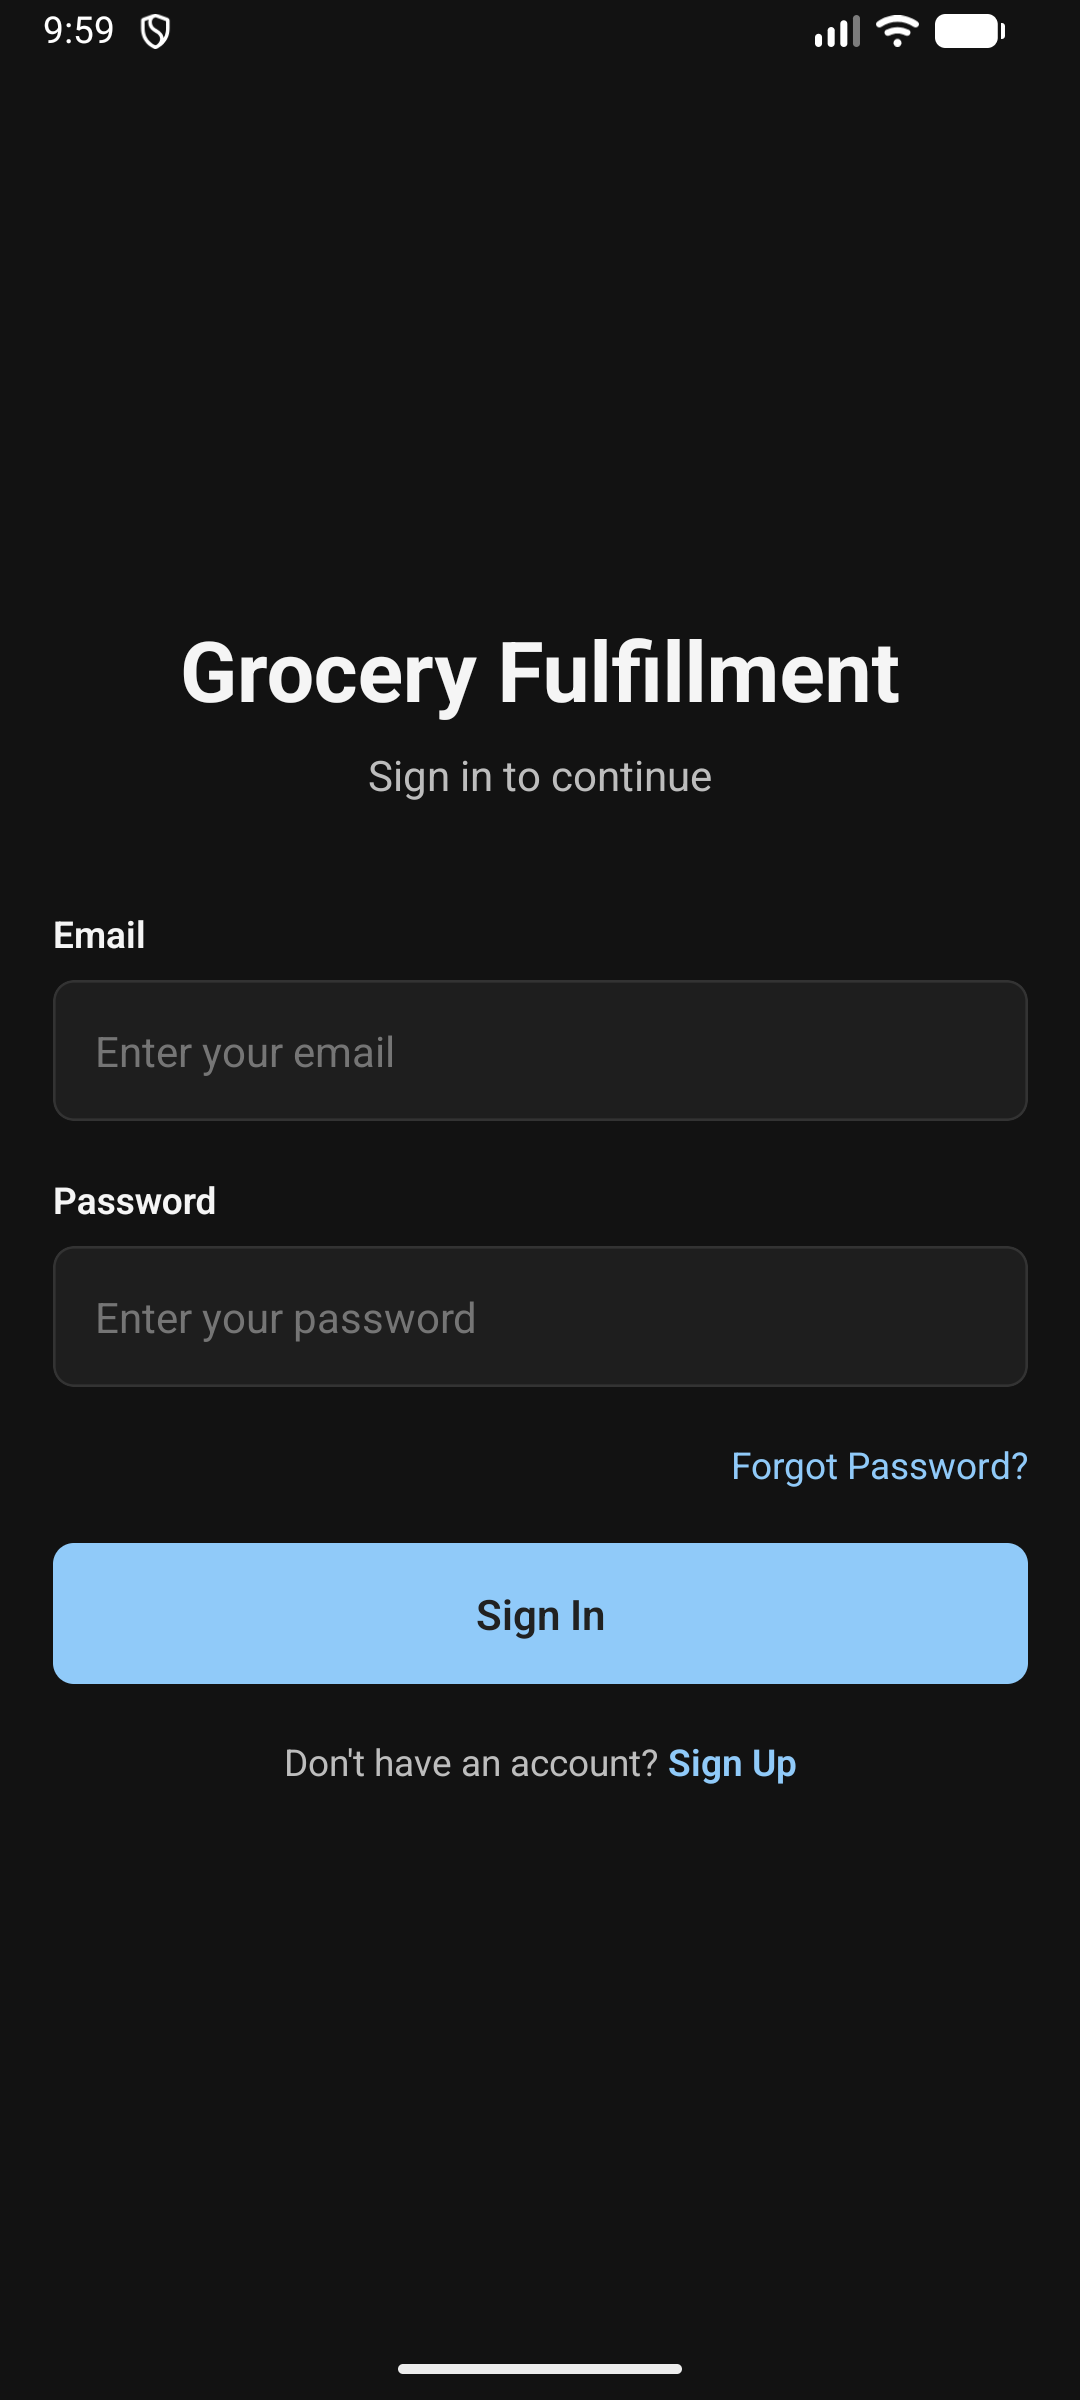 9:59
Grocery Fulfillment
Sign in to continue
Email
Enter your email
Password
Enter your password
Forgot Password?
Sign In
Don't have an account? Sign Up